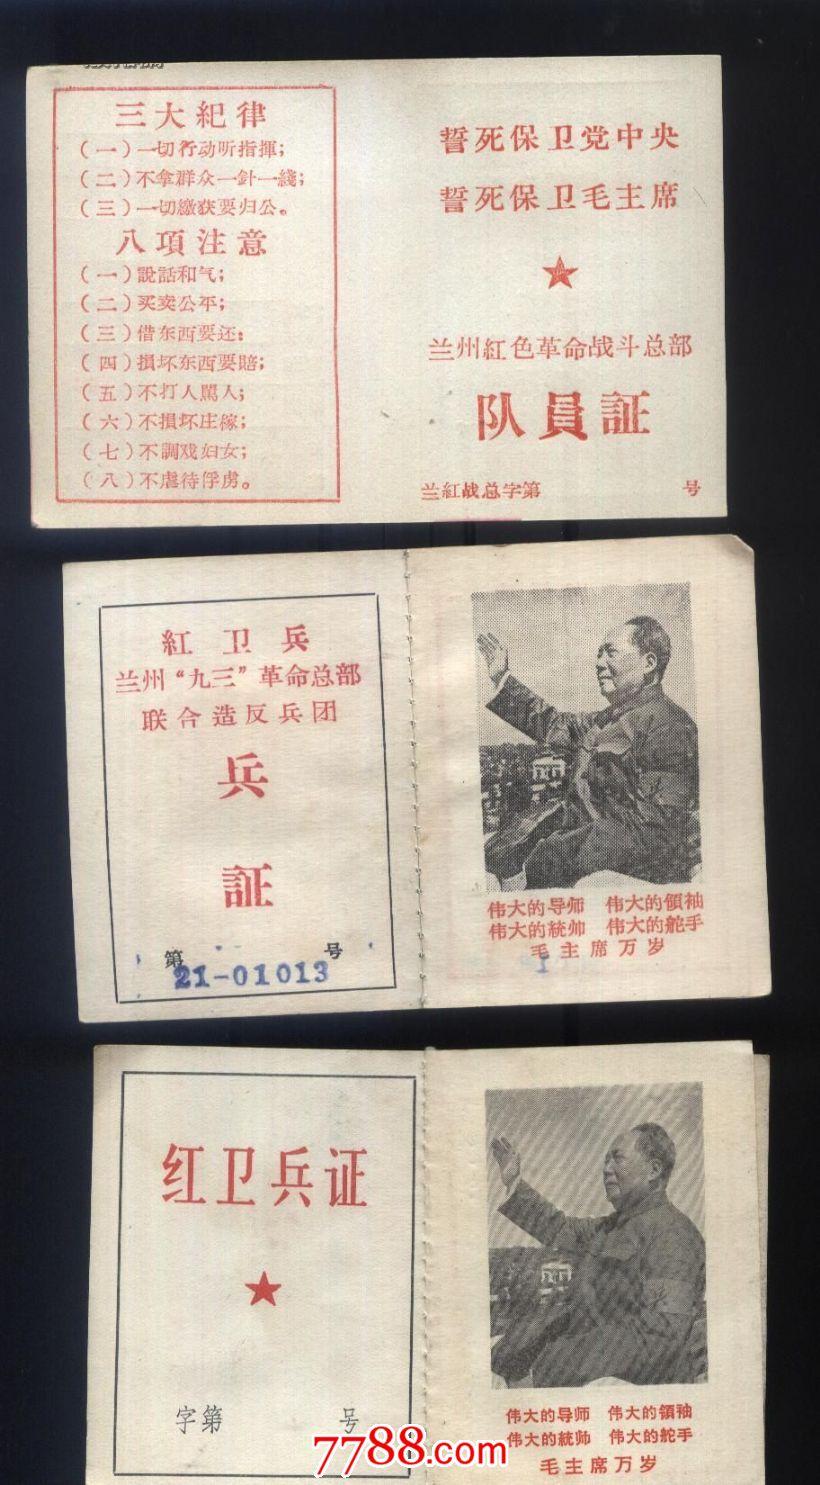 三大紀律
(一)一切行动听指揮；
(二)不拿群众一針一綫；
(三)一切繳获要归公。
八項注意
(一)說話和气；
(二)买卖公平；
(三)借东西要还；
(四)損坏东西要賠；
(五)不打人駡人；
(六)不損坏庄稼；
(七)不調戏妇女；
(八)不虐待俘虏。
誓死保卫党中央
誓死保卫毛主席
兰州紅色革命战斗总部
队員証
兰紅战总字第 号
紅卫兵
兰州“九三”革命总部
联合造反兵团
兵
証
第 号
21-01013
伟大的导师 伟大的領袖
伟大的統帅 伟大的舵手
毛主席万岁
红卫兵证
字第 号
伟大的导师 伟大的領袖
伟大的統帅 伟大的舵手
毛主席万岁
7788.com